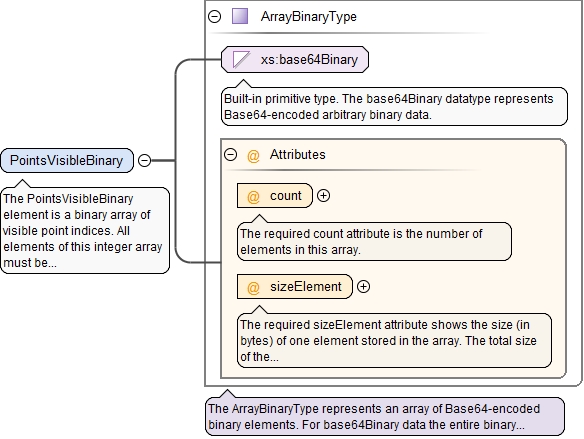 ArrayBinaryType
xs:base64Binary
Built-in primitive type. The base64Binary datatype represents
Base64-encoded arbitrary binary data.
@ Attributes
@ count
The required count attribute is the number of
elements in this array.
@ sizeElement
The required sizeElement attribute shows the size (in
bytes) of one element stored in the array. The total size
of the...
PointsVisibleBinary
The PointsVisibleBinary
element is a binary array of
visible point indices. All
elements of this integer array
must be...
The ArrayBinaryType represents an array of Base64-encoded
binary elements. For base64Binary data the entire binary...